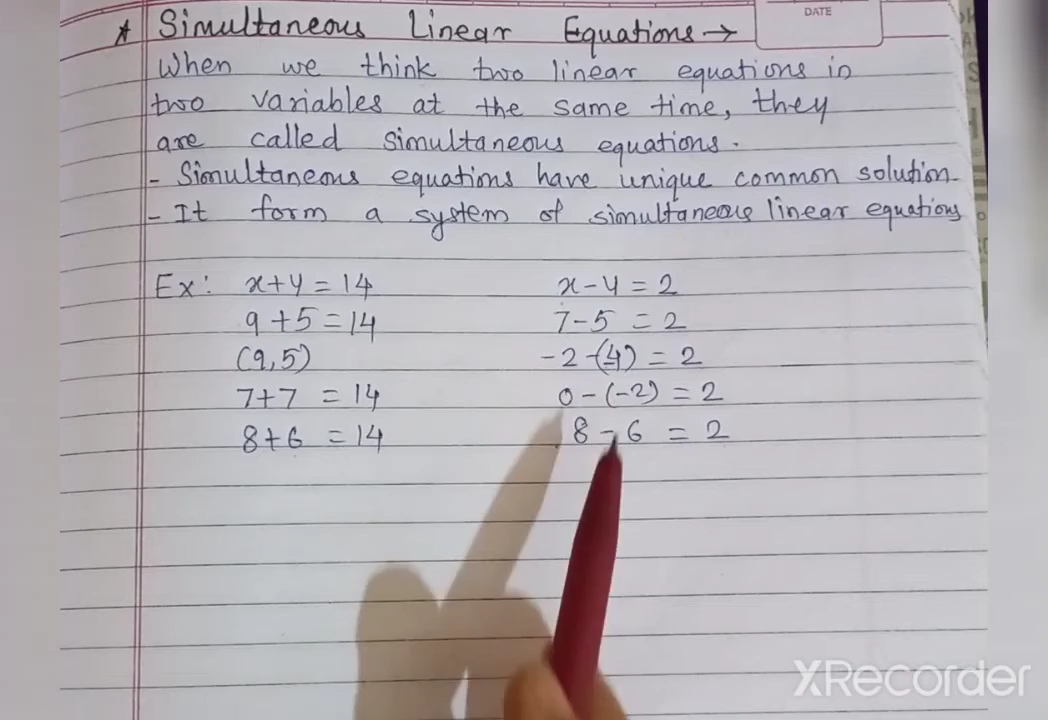 DATE
* Simultaneous Linear Equations →
When we think two linear equations in
two variables at the same time, they
are called simultaneous equations.
- Simultaneous equations have unique common solution.
- It form a system of simultaneous linear equations
Ex: x+y = 14 x-y = 2
9+5 = 14 7-5 = 2
(9,5) -2-(4) = 2
7+7 = 14 0-(-2) = 2
8+6 = 14 8-6 = 2
XRecorder